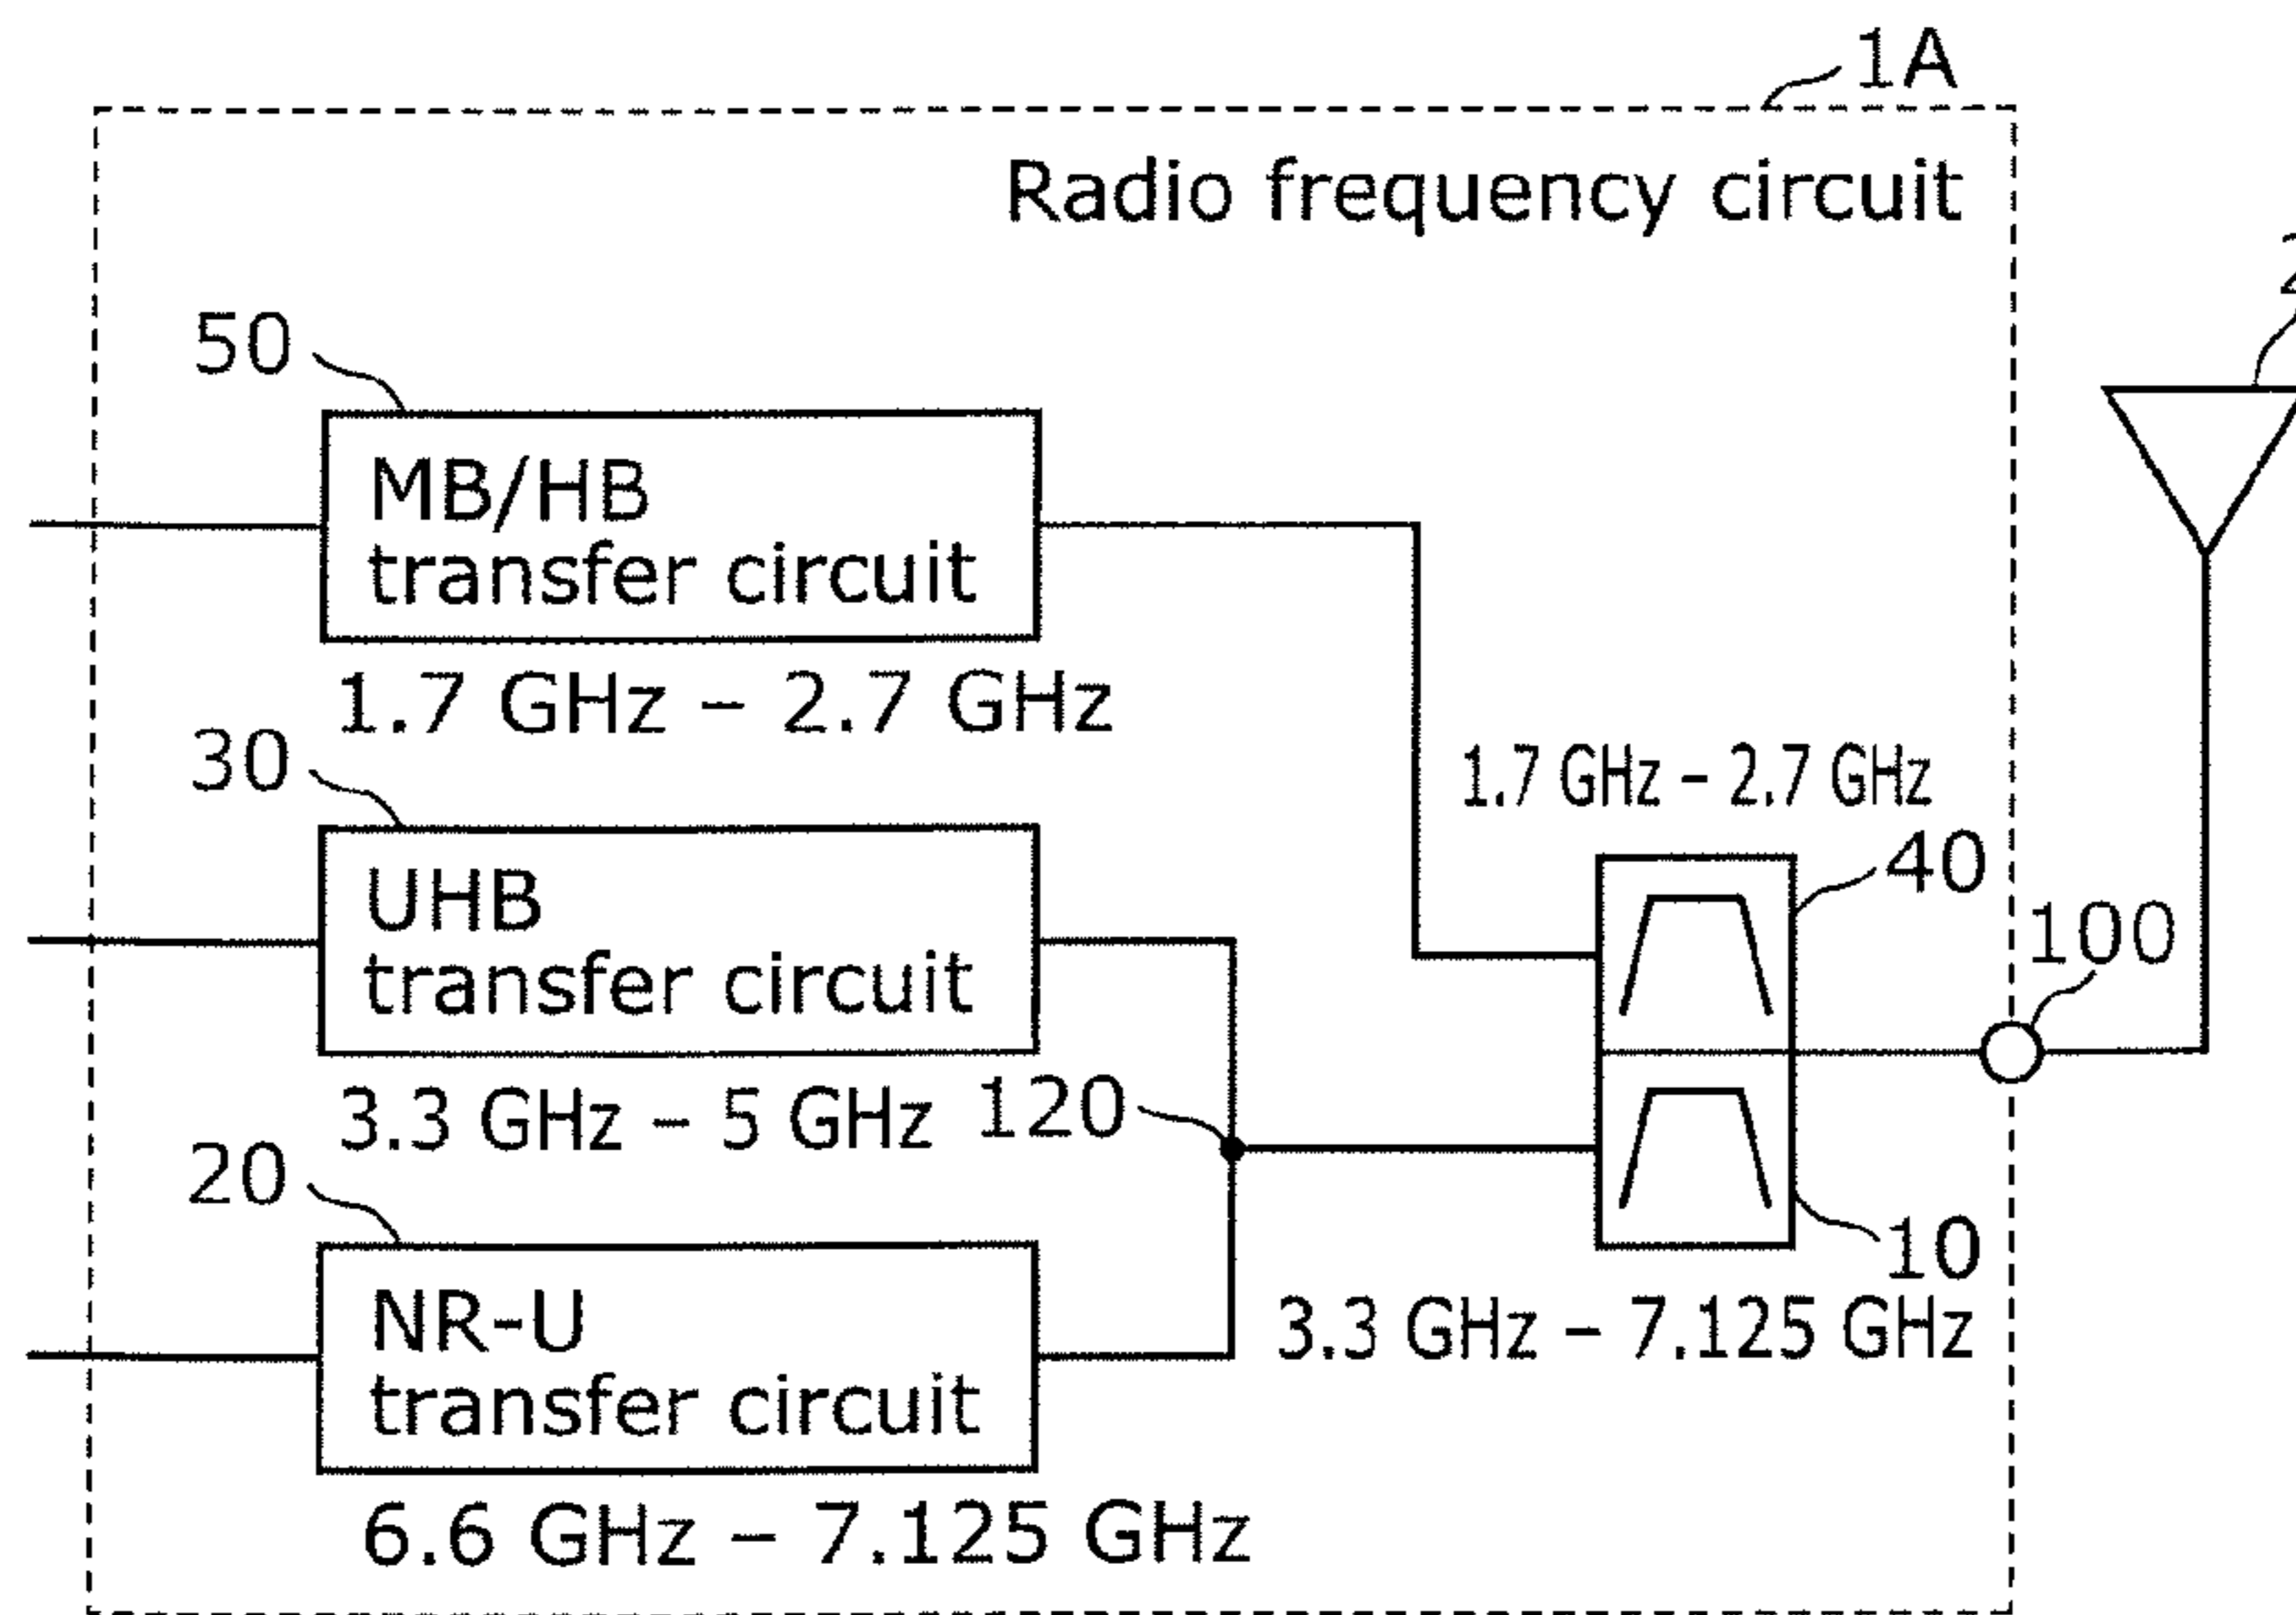 1A
Radio frequency circuit
50
MB/HB
transfer circuit
1.7 GHz – 2.7 GHz
30
UHB
transfer circuit
3.3 GHz – 5 GHz
20
NR-U
transfer circuit
6.6 GHz – 7.125 GHz
120
1.7 GHz – 2.7 GHz
40
10
3.3 GHz – 7.125 GHz
100